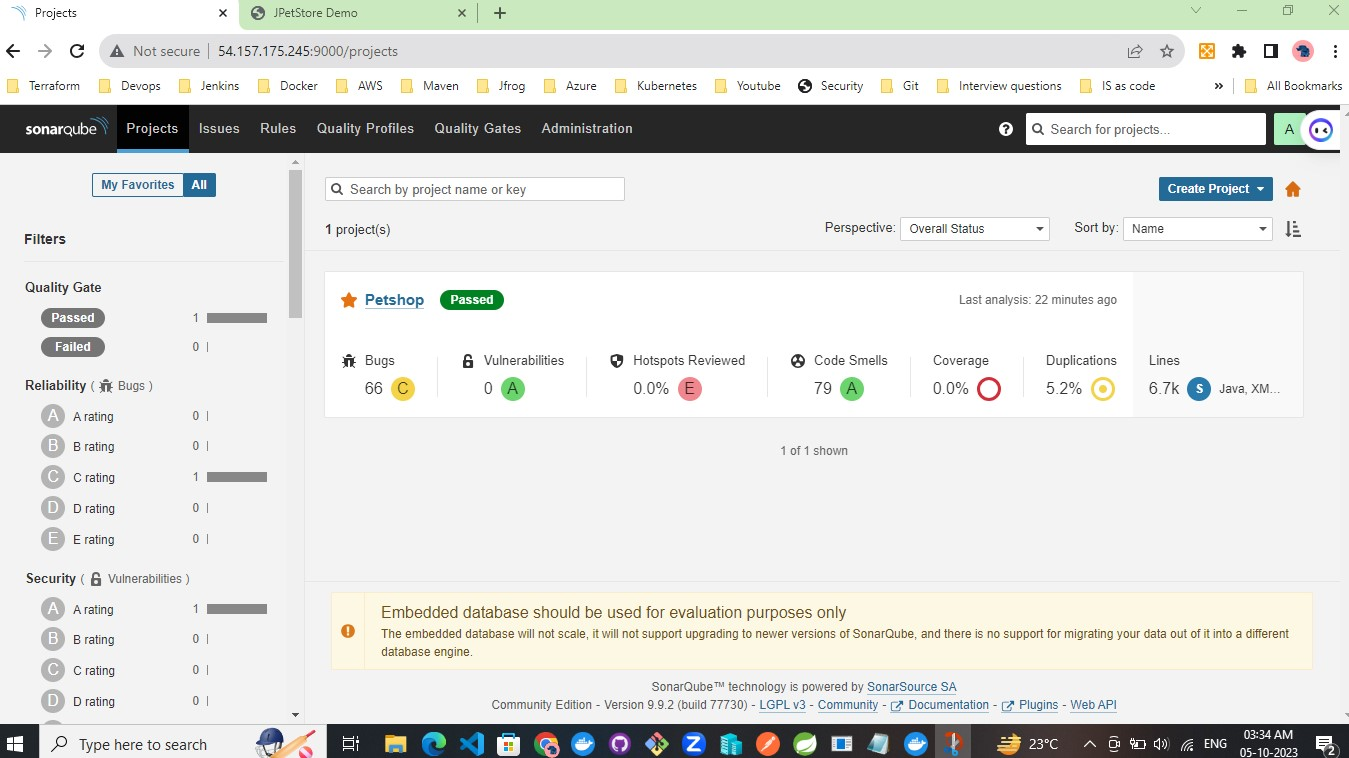 Projects
JPetStore Demo
Not secure
54.157.175.245:9000/projects
Terraform
Devops
Jenkins
Docker
AWS
Maven
Jfrog
Azure
Kubernetes
Youtube
Security
Git
Interview questions
IS as code
»
All Bookmarks
sonarqube
Projects
Issues
Rules
Quality Profiles
Quality Gates
Administration
Search for projects...
A
My Favorites
All
Search by project name or key
Create Project
1 project(s)
Perspective:
Overall Status
Sort by:
Name
Filters
Quality Gate
Passed
1
Failed
0
Reliability ( Bugs )
A A rating 0
B B rating 0
C C rating 1
D D rating 0
E E rating 0
Security ( Vulnerabilities )
A A rating 1
B B rating 0
C C rating 0
D D rating 0
Petshop
Passed
Last analysis: 22 minutes ago
Bugs
66 C
Vulnerabilities
0 A
Hotspots Reviewed
0.0% E
Code Smells
79 A
Coverage
0.0%
Duplications
5.2%
Lines
6.7k S Java, XM...
1 of 1 shown
Embedded database should be used for evaluation purposes only
The embedded database will not scale, it will not support upgrading to newer versions of SonarQube, and there is no support for migrating your data out of it into a different
database engine.
SonarQube™ technology is powered by SonarSource SA
Community Edition - Version 9.9.2 (build 77730) - LGPL v3 - Community - Documentation - Plugins - Web API
Type here to search
23°C
ENG
03:34 AM
05-10-2023
2